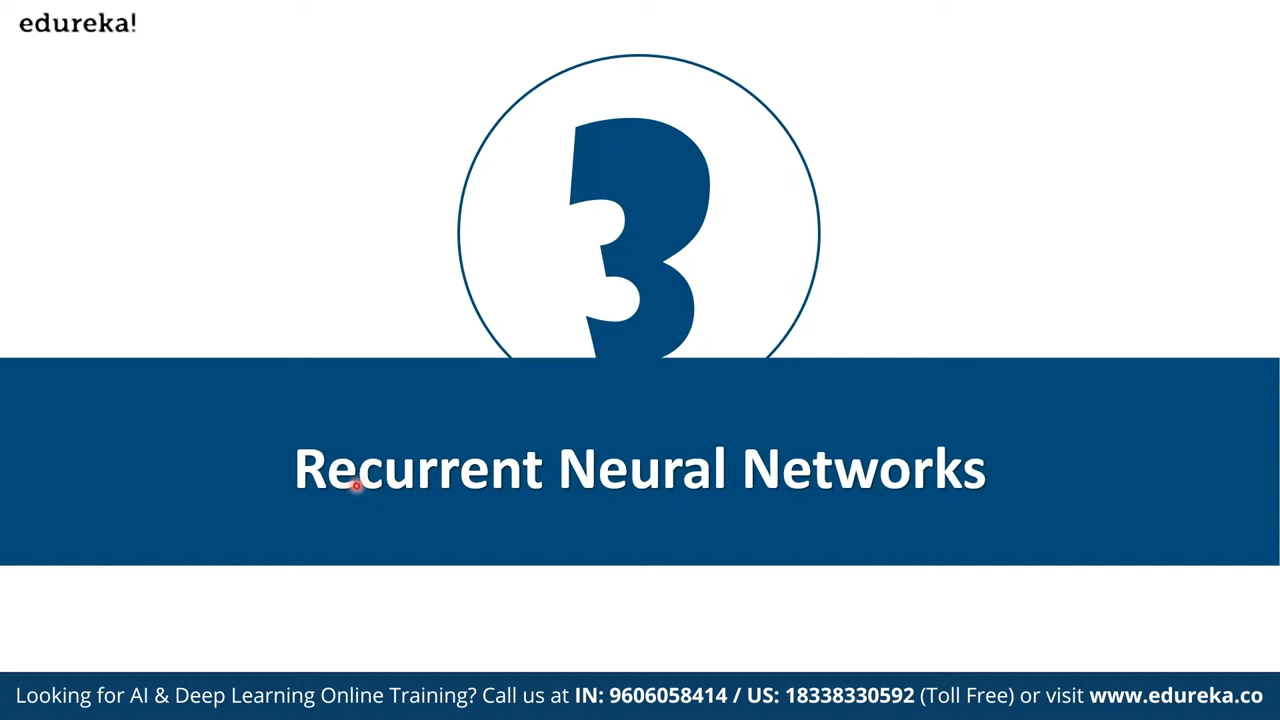 edureka!
3
Recurrent Neural Networks
Looking for AI & Deep Learning Online Training? Call us at IN: 9606058414 / US: 18338330592 (Toll Free) or visit www.edureka.co